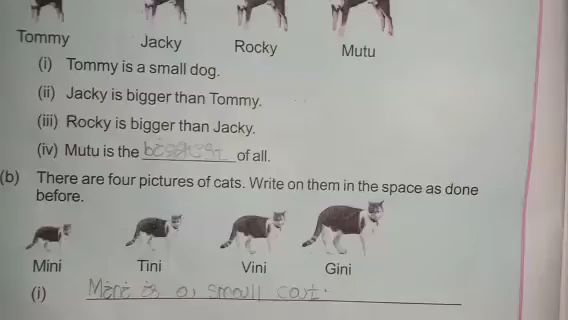 Tommy Jacky Rocky Mutu
(i) Tommy is a small dog.
(ii) Jacky is bigger than Tommy.
(iii) Rocky is bigger than Jacky.
(iv) Mutu is the biggest of all.
(b) There are four pictures of cats. Write on them in the space as done
before.
Mini Tini Vini Gini
(i) Mini is a small cat.